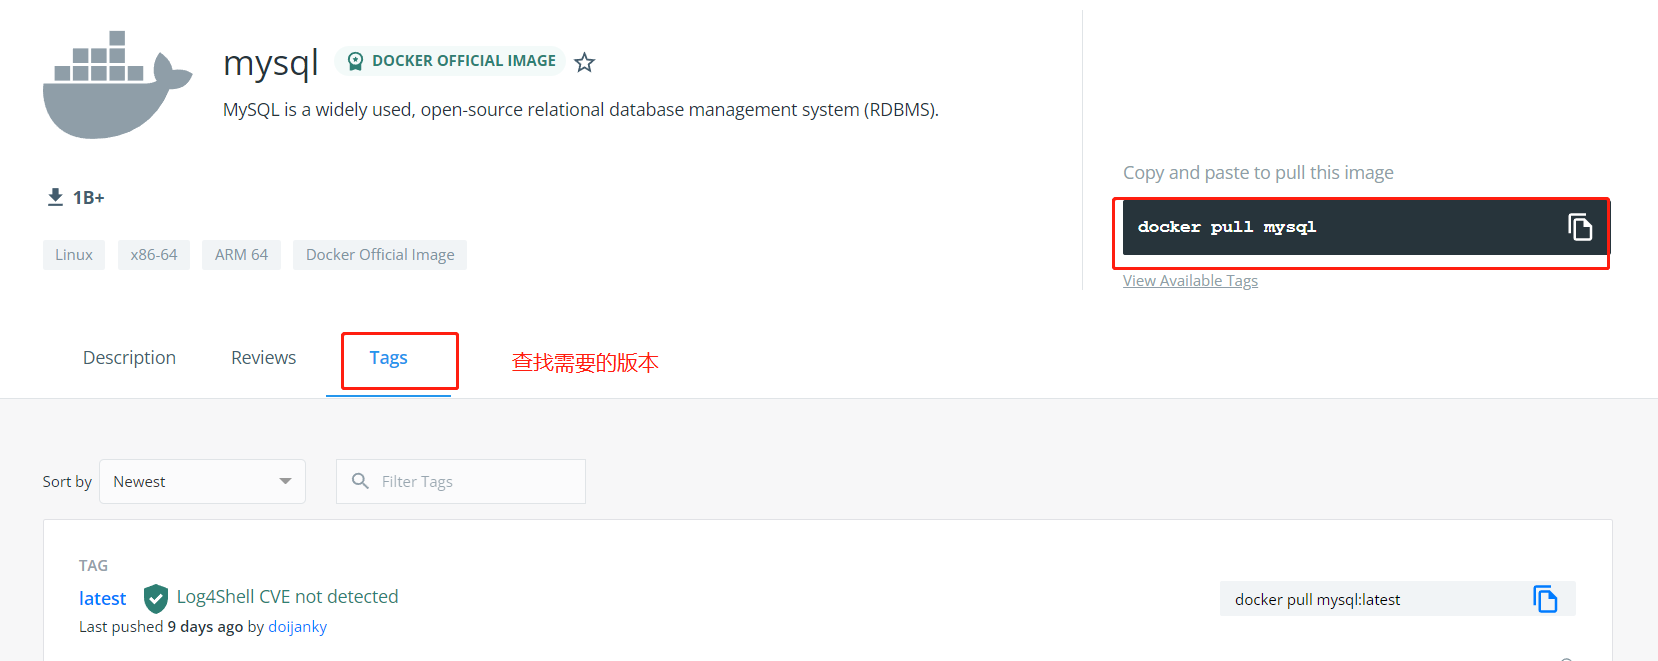 mysql DOCKER OFFICIAL IMAGE
MySQL is a widely used, open-source relational database management system (RDBMS).
1B+
Linux x86-64 ARM 64 Docker Official Image
Copy and paste to pull this image
docker pull mysql
View Available Tags
Description Reviews Tags 查找需要的版本
Sort by Newest Filter Tags
TAG
latest Log4Shell CVE not detected
docker pull mysql:latest
Last pushed 9 days ago by doijanky